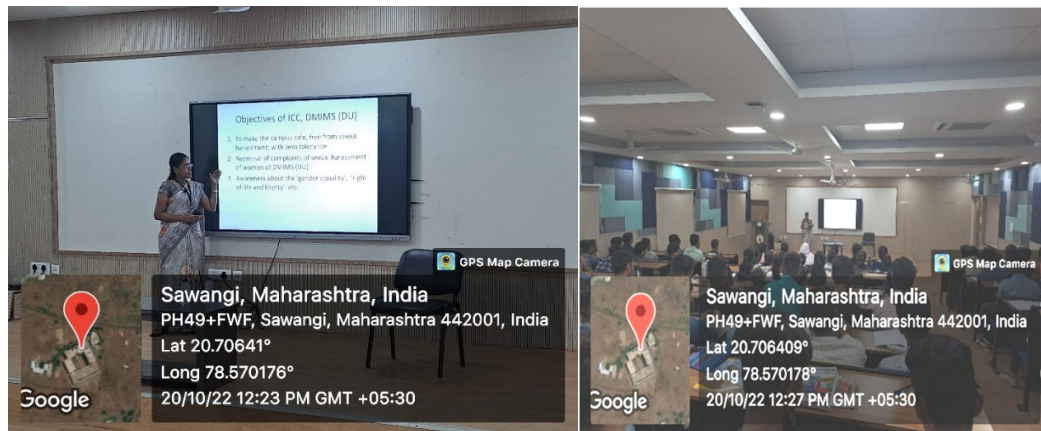 Objectives of ICC, DMIMS (DU)
1. To make the campus safe, free from sexual
harassment; with zero tolerance
2. Redressal of complaints of sexual harassment
of women of DMIMS (DU)
3. Awareness about the 'gender equality', 'right
of life and liberty' etc
GPS Map Camera
Sawangi, Maharashtra, India
PH49+FWF, Sawangi, Maharashtra 442001, India
Lat 20.70641°
Long 78.570176°
20/10/22 12:23 PM GMT +05:30
Google
GPS Map Camera
Sawangi, Maharashtra, India
PH49+FWF, Sawangi, Maharashtra 442001, India
Lat 20.706409°
Long 78.570178°
20/10/22 12:27 PM GMT +05:30
Google